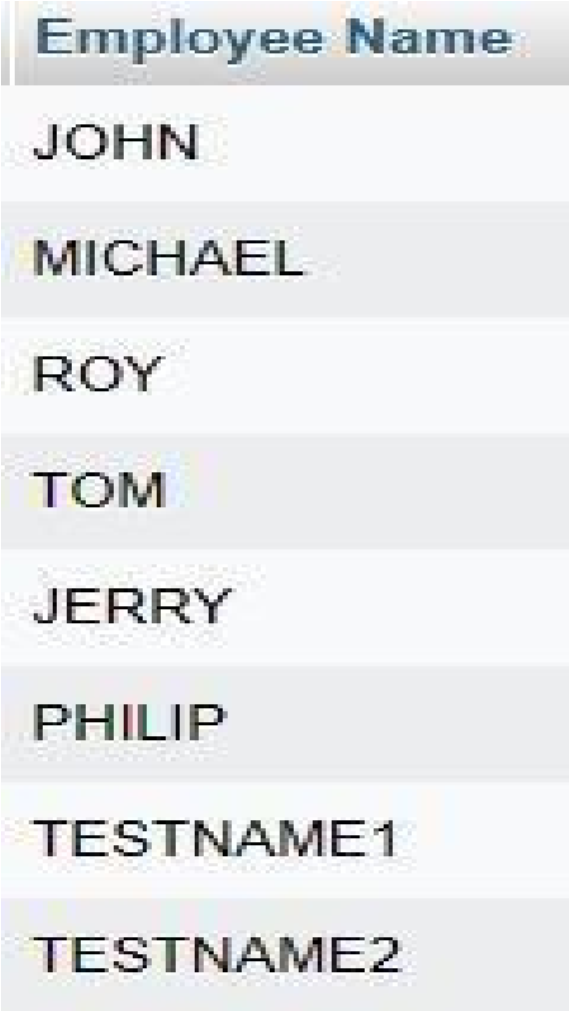 Employee Name
JOHN
MICHAEL
ROY
TOM
JERRY
PHILIP
TESTNAME1
TESTNAME2